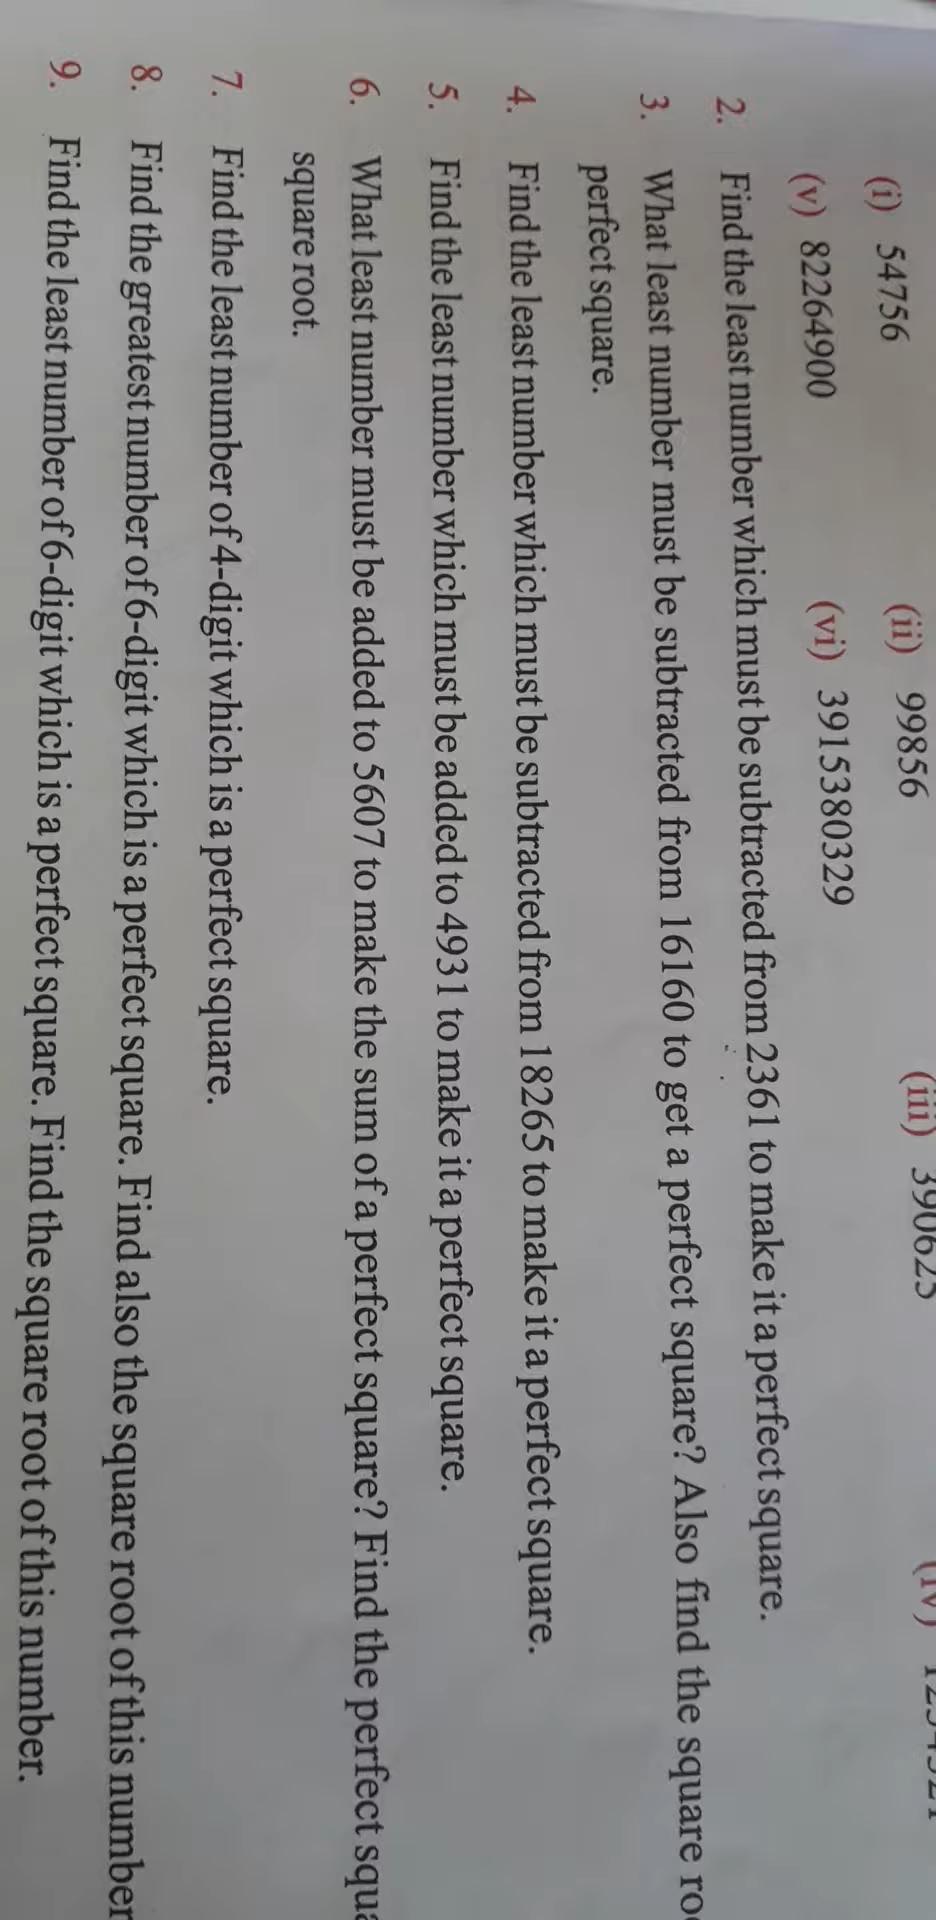 (i) 54756 (ii) 99856 (iii) 390625 (iv)
(v) 82264900 (vi) 3915380329
2. Find the least number which must be subtracted from 2361 to make it a perfect square.
3. What least number must be subtracted from 16160 to get a perfect square? Also find the square
perfect square.
4. Find the least number which must be subtracted from 18265 to make it a perfect square.
5. Find the least number which must be added to 4931 to make it a perfect square.
6. What least number must be added to 5607 to make the sum of a perfect square? Find the perfect
square root.
7. Find the least number of 4-digit which is a perfect square.
8. Find the greatest number of 6-digit which is a perfect square. Find also the square root of this number
9. Find the least number of 6-digit which is a perfect square. Find the square root of this number.